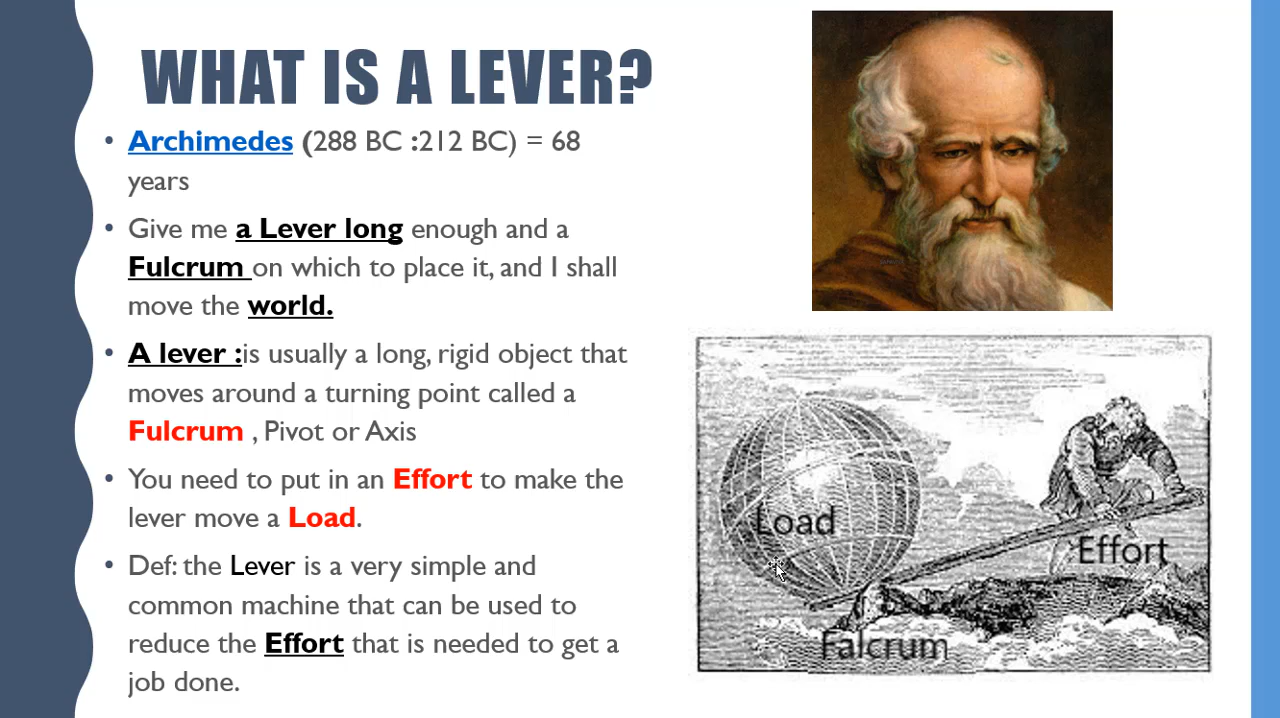 WHAT IS A LEVER?
• Archimedes (288 BC :212 BC) = 68
years
• Give me a Lever long enough and a
Fulcrum on which to place it, and I shall
move the world.
• A lever :is usually a long, rigid object that
moves around a turning point called a
Fulcrum , Pivot or Axis
• You need to put in an Effort to make the
lever move a Load.
• Def: the Lever is a very simple and
common machine that can be used to
reduce the Effort that is needed to get a
job done.
Load
Effort
Falcrum